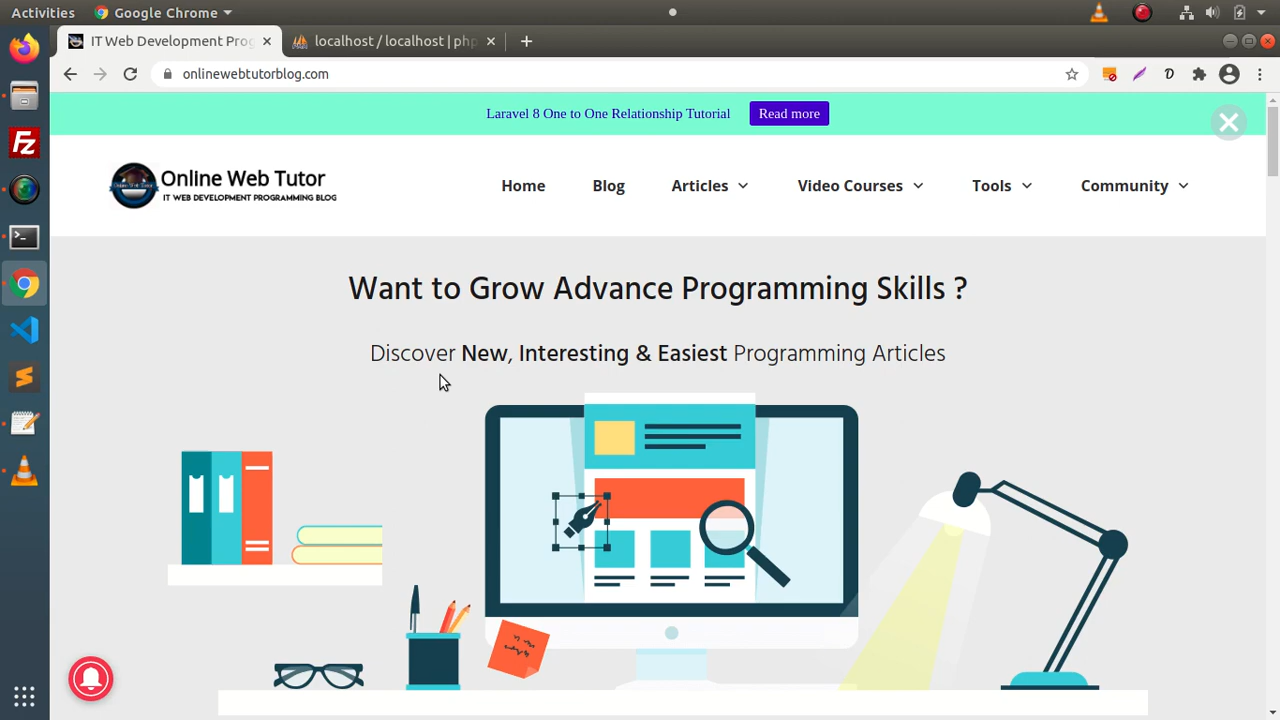 Activities
Google Chrome
IT Web Development Prog
localhost / localhost | php
onlinewebtutorblog.com
Laravel 8 One to One Relationship Tutorial
Read more
Online Web Tutor
IT WEB DEVELOPMENT PROGRAMMING BLOG
Home
Blog
Articles
Video Courses
Tools
Community
Want to Grow Advance Programming Skills ?
Discover New, Interesting & Easiest Programming Articles